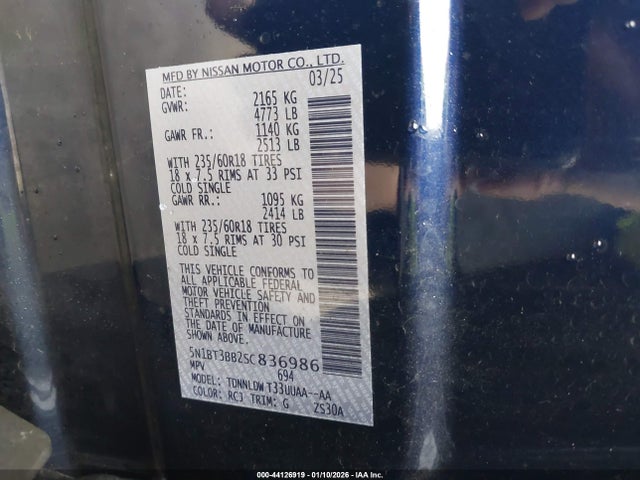 MFD BY NISSAN MOTOR CO., LTD.
DATE: 03/25
GVWR: 2165 KG
4773 LB
GAWR FR.: 1140 KG
2513 LB
WITH 235/60R18 TIRES
18 x 7.5 RIMS AT 33 PSI
COLD SINGLE
GAWR RR.: 1095 KG
2414 LB
WITH 235/60R18 TIRES
18 x 7.5 RIMS AT 30 PSI
COLD SINGLE
THIS VEHICLE CONFORMS TO
ALL APPLICABLE FEDERAL
MOTOR VEHICLE SAFETY AND
THEFT PREVENTION
STANDARDS IN EFFECT ON
THE DATE OF MANUFACTURE
SHOWN ABOVE.
5N1BT3BB2SC836986
MPV 694
MODEL: TDNNLDW T33UUAA--AA
COLOR: RC3 TRIM: G ZS30A
000-44126919 - 01/10/2026 - IAA Inc.